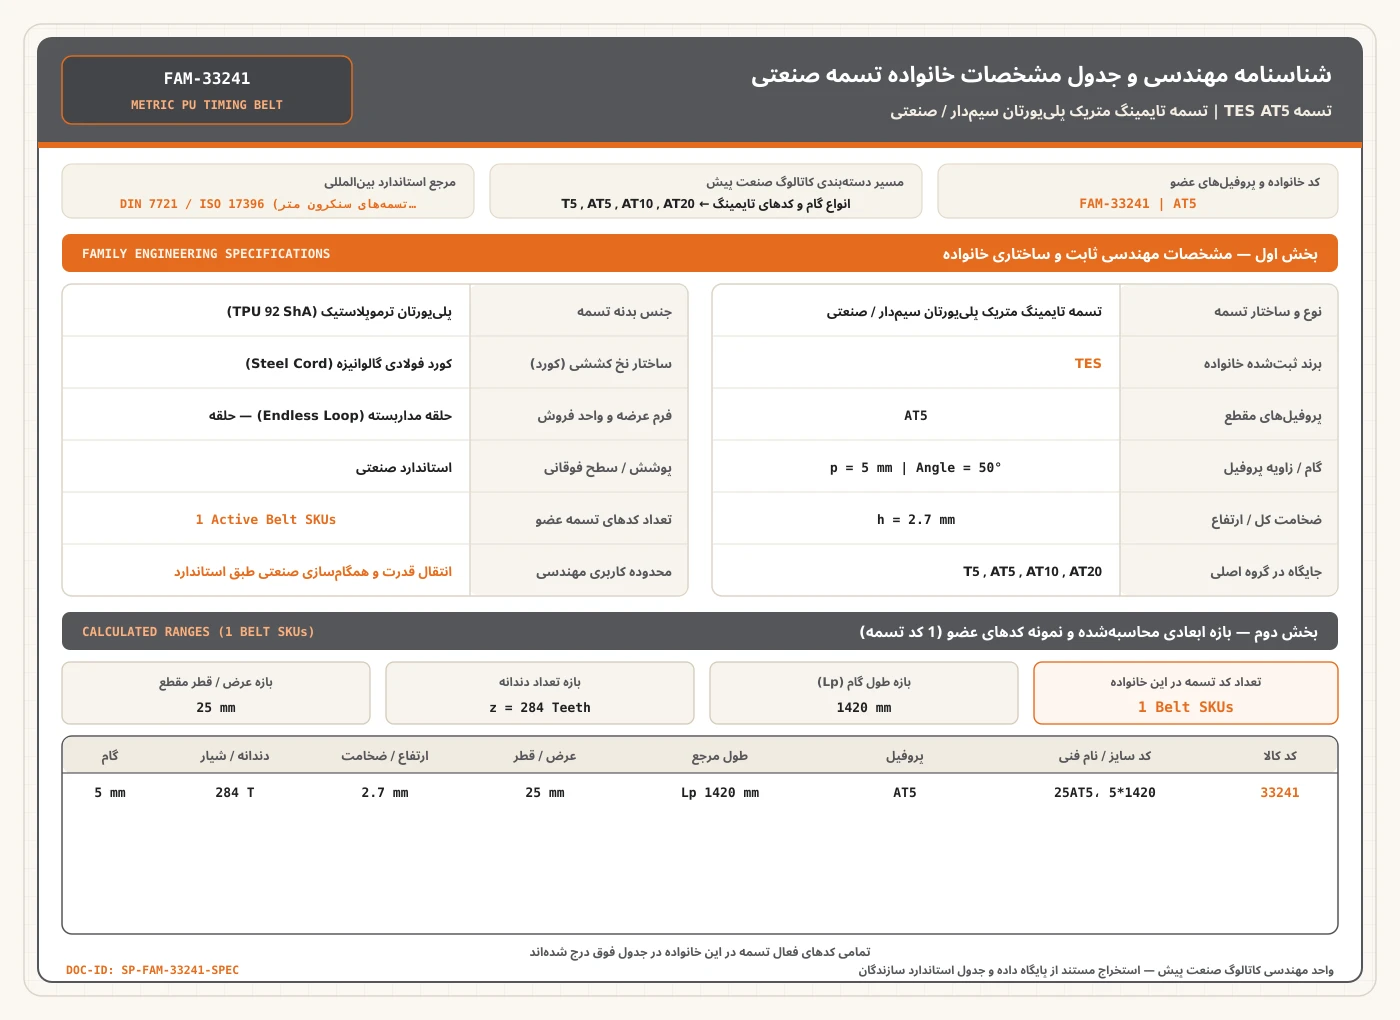 شناسنامه مهندسی و جدول مشخصات خانواده تسمه صنعتی
تسمه TES AT5 | تسمه تایمینگ متریک پلی‌یورتان سیم‌دار / صنعتی
FAM-33241
METRIC PU TIMING BELT
کد خانواده و پروفیل‌های عضو
FAM-33241 | AT5
مسیر دسته‌بندی کاتالوگ صنعت پیش
انواع گام و کدهای تایمینگ ← T5 , AT5 , AT10 , AT20
مرجع استاندارد بین‌المللی
DIN 7721 / ISO 17396 (تسمه‌های سنکرون متر…
بخش اول — مشخصات مهندسی ثابت و ساختاری خانواده
FAMILY ENGINEERING SPECIFICATIONS
نوع و ساختار تسمه
تسمه تایمینگ متریک پلی‌یورتان سیم‌دار / صنعتی
برند ثبت‌شده خانواده
TES
پروفیل‌های مقطع
AT5
گام / زاویه پروفیل
p = 5 mm | Angle = 50°
ضخامت کل / ارتفاع
h = 2.7 mm
جایگاه در گروه اصلی
T5 , AT5 , AT10 , AT20
جنس بدنه تسمه
پلی‌یورتان ترموپلاستیک (TPU 92 ShA)
ساختار نخ کششی (کورد)
کورد فولادی گالوانیزه (Steel Cord)
فرم عرضه و واحد فروش
حلقه مداربسته (Endless Loop) — حلقه
پوشش / سطح فوقانی
استاندارد صنعتی
تعداد کدهای تسمه عضو
1 Active Belt SKUs
محدوده کاربری مهندسی
انتقال قدرت و همگام‌سازی صنعتی طبق استاندارد
بخش دوم — بازه ابعادی محاسبه‌شده و نمونه کدهای عضو (1 کد تسمه)
CALCULATED RANGES (1 BELT SKUs)
تعداد کد تسمه در این خانواده
1 Belt SKUs
بازه طول گام (Lp)
1420 mm
بازه تعداد دندانه
z = 284 Teeth
بازه عرض / قطر مقطع
25 mm
کد کالا	کد سایز / نام فنی	پروفیل	طول مرجع	عرض / قطر	ارتفاع / ضخامت	دندانه / شیار	گام
33241	25AT5، 5*1420	AT5	Lp 1420 mm	25 mm	2.7 mm	284 T	5 mm
تمامی کدهای فعال تسمه در این خانواده در جدول فوق درج شده‌اند
واحد مهندسی کاتالوگ صنعت پیش — استخراج مستند از پایگاه داده و جدول استاندارد سازندگان
DOC-ID: SP-FAM-33241-SPEC